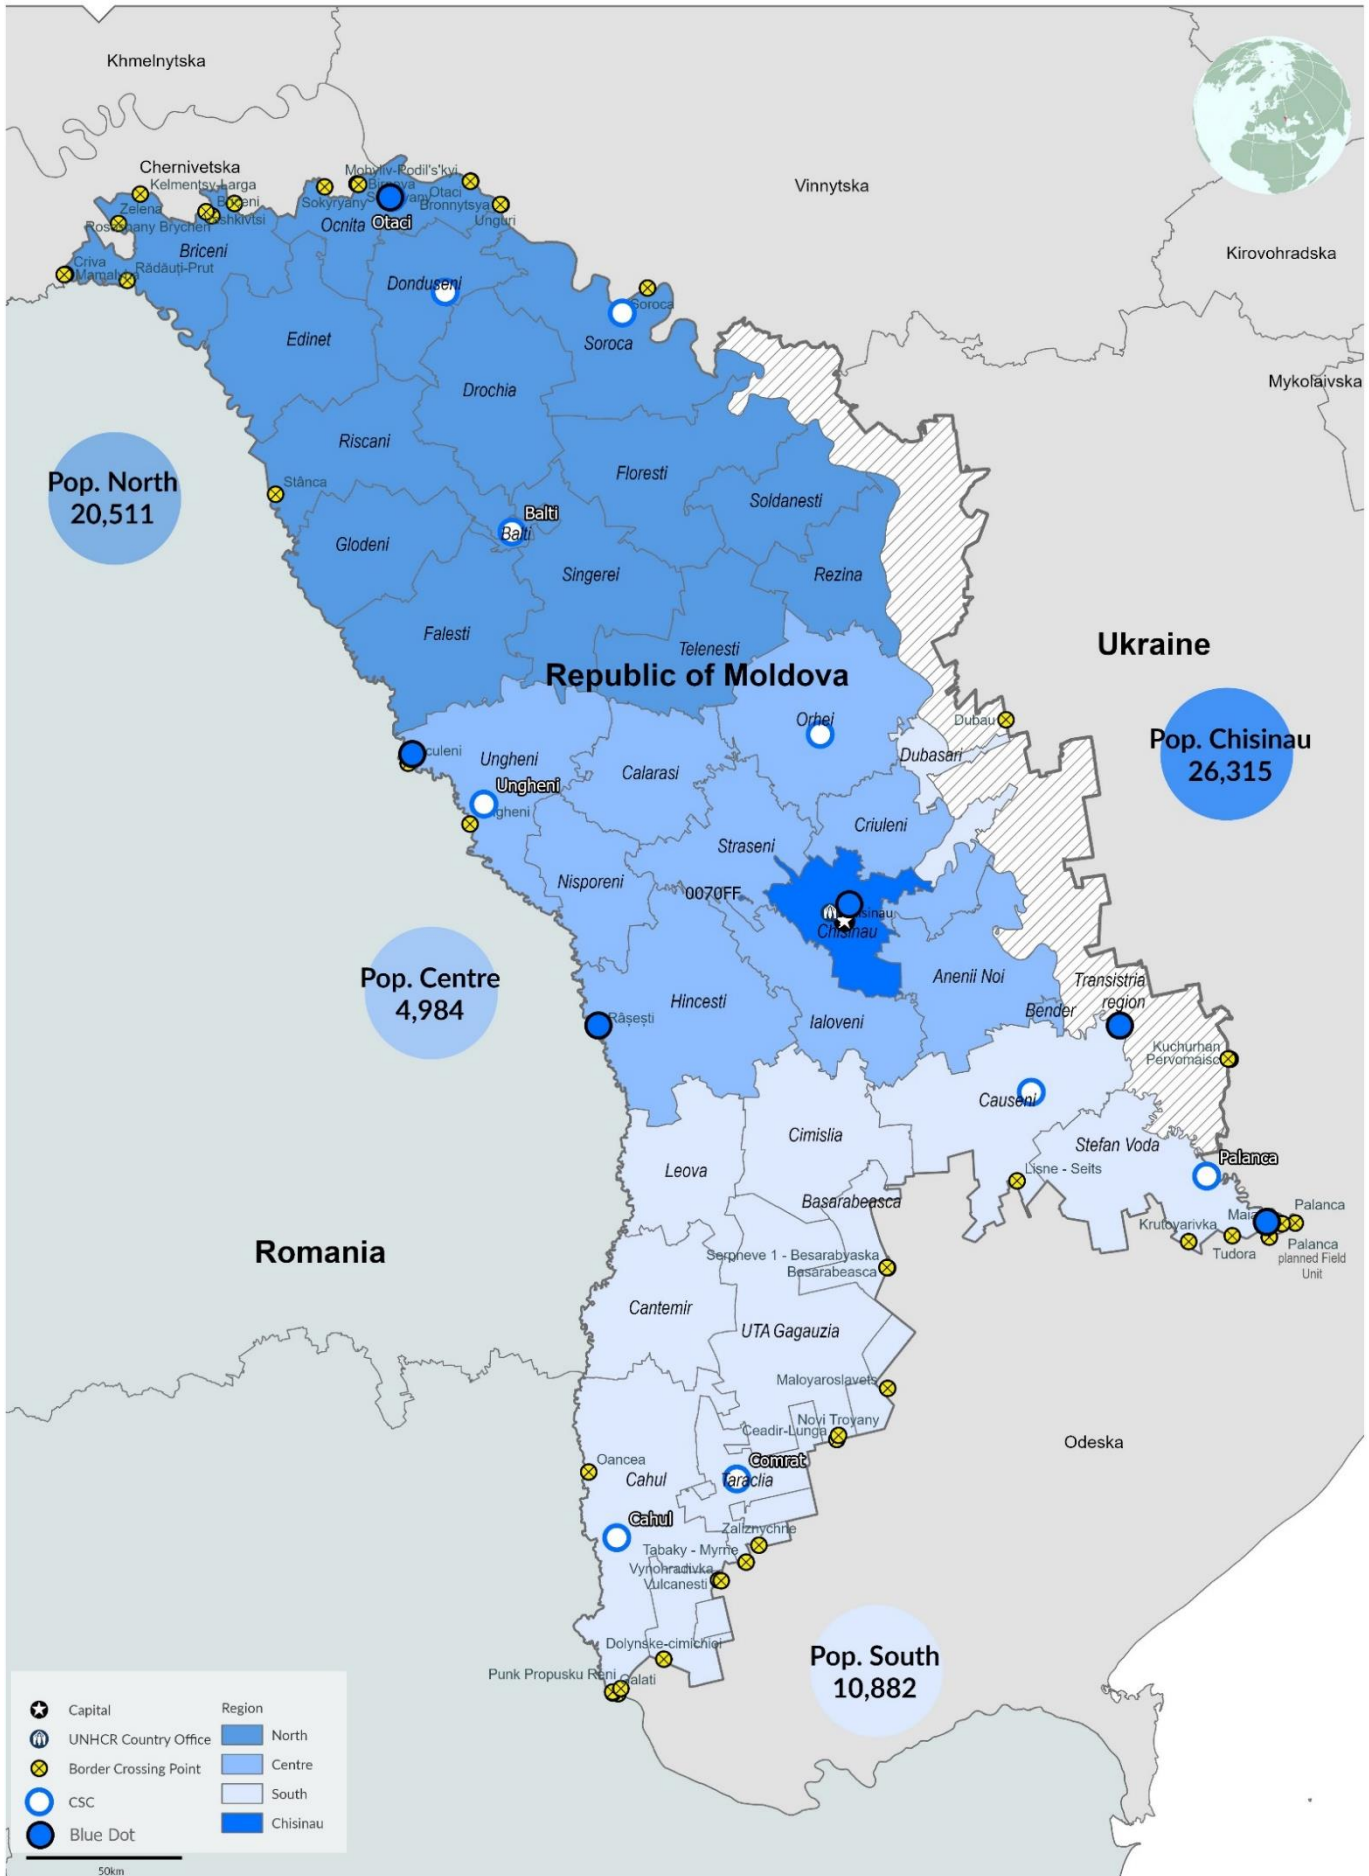 Khmelnytska
Chernivetska
Vinnytska
Kirovohradska
Mykolaivska
Kelmentsy-Larga
Zelena
Briceni
Criva
Rădăuți-Prut
Briceni
Mohyliv-Podil's'kyi
Sokyryany
Otaci
Bronnytsya
Unguri
Otaci
Ocnita
Donduseni
Soroca
Soroca
Edinet
Drochia
Riscani
Floresti
Soldanesti
Stânca
Pop. North
20,511
Balti
Balti
Glodeni
Singerei
Rezina
Falesti
Telenesti
Republic of Moldova
Ukraine
Orhei
Dubau
Dubasari
Pop. Chisinau
26,315
Ungheni
Calarasi
Ungheni
Criuleni
Straseni
Nisporeni
0070FF
Chisinau
Pop. Centre
4,984
Hincesti
Anenii Noi
Transistria
region
Bender
Ialoveni
Râșești
Kuchurhan
Pervomaisc
Causeni
Cimislia
Stefan Voda
Leova
Palanca
Lisne - Seits
Basarabeasca
Palanca
Krutoyarivka
Tudora
Palanca
planned Field
Unit
Romania
Serpneve 1 - Besarabyaska
Basarabeasca
Cantemir
UTA Gagauzia
Maloyaroslavets
Novi Troyany
Ceadir-Lunga
Odeska
Oancea
Cahul
Comrat
Taraclia
Cahul
Zaliznychne
Tabaky - Myrne
Vynohradivka
Vulcanesti
Dolynske-cimichioi
Punk Propusku Reni
Galati
Pop. South
10,882
Capital
UNHCR Country Office
Border Crossing Point
CSC
Blue Dot
50km
Region
North
Centre
South
Chisinau